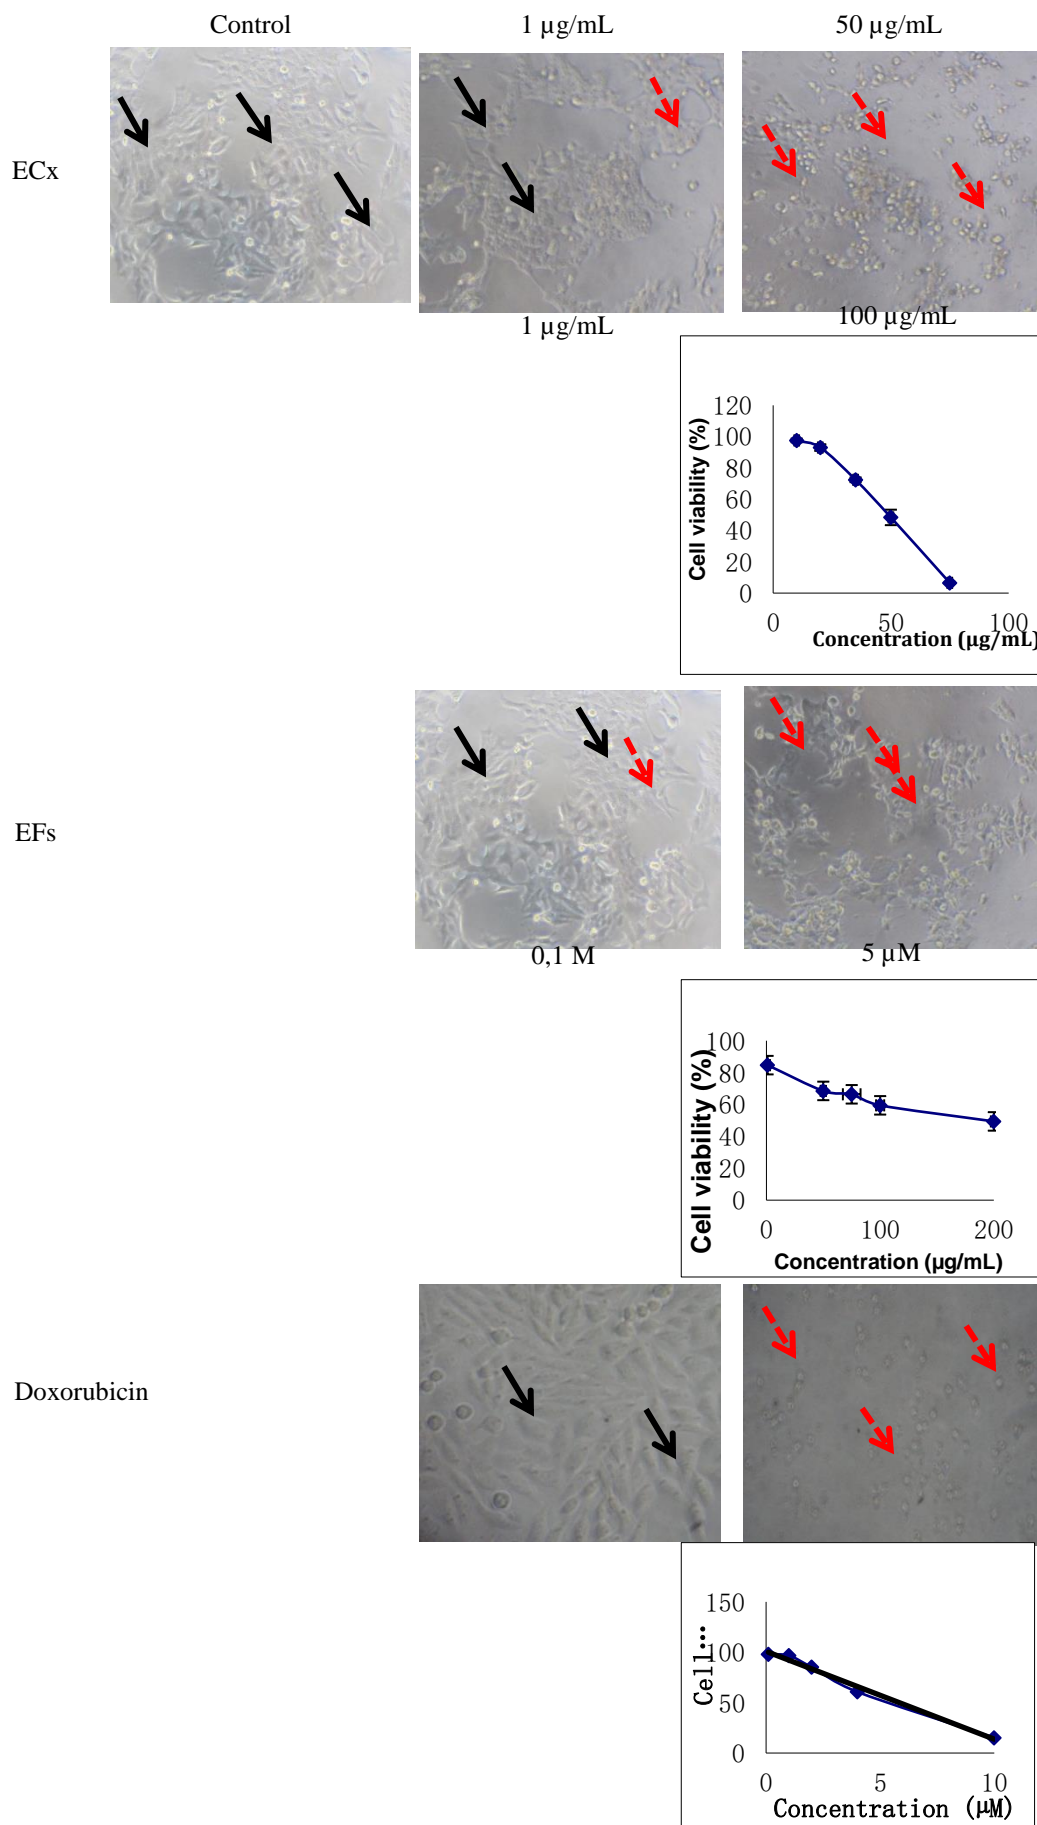 Control 1 µg/mL 50 µg/mL
ECx
1 µg/mL 100 µg/mL
120
100
80
60
40
20
0
Cell viability (%)
0 50 100
Concentration (µg/mL)
EFs
0,1 M 5 µM
100
80
60
40
20
0
Cell viability (%)
0 100 200
Concentration (µg/mL)
Doxorubicin
150
100
50
0
Cell…
0 5 10
Concentration (µM)